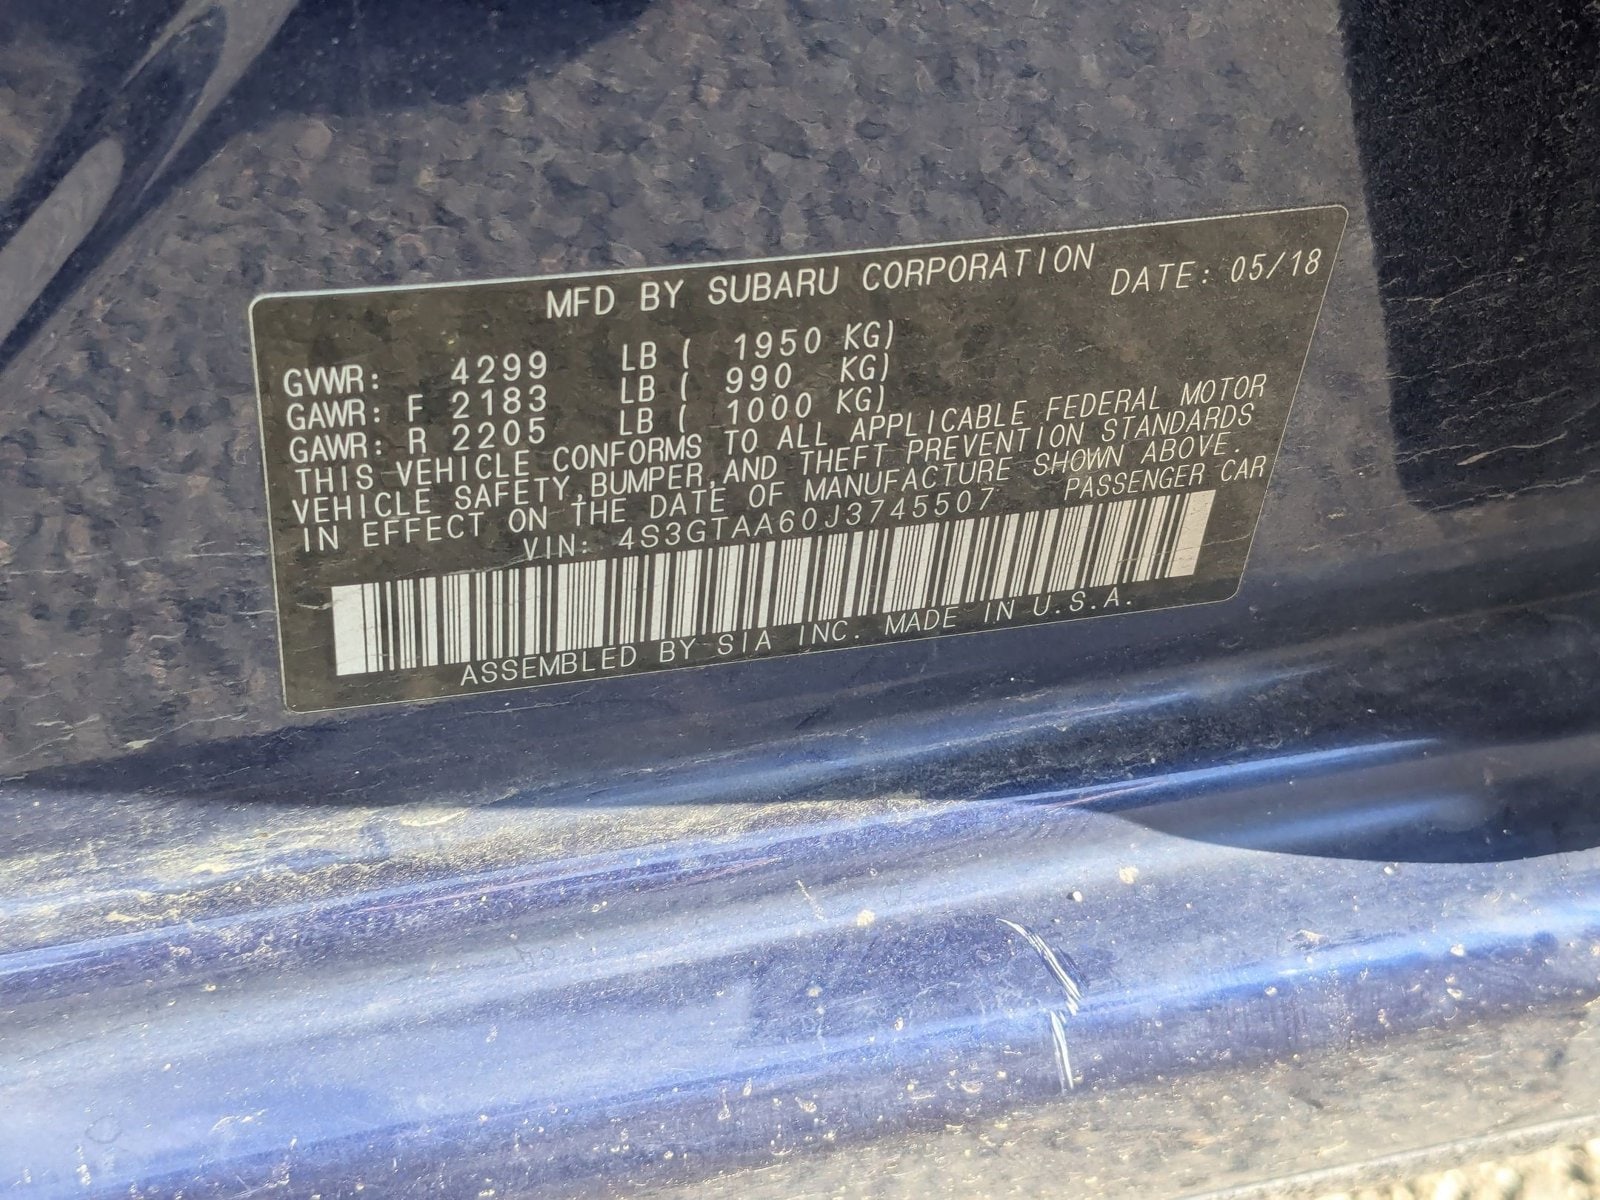 MFD BY SUBARU CORPORATION DATE: 05/18
GVWR: 4299 LB ( 1950 KG)
GAWR: F 2183 LB ( 990 KG)
GAWR: R 2205 LB ( 1000 KG)
THIS VEHICLE CONFORMS TO ALL APPLICABLE FEDERAL MOTOR
VEHICLE SAFETY,BUMPER,AND THEFT PREVENTION STANDARDS
IN EFFECT ON THE DATE OF MANUFACTURE SHOWN ABOVE.
VIN: 4S3GTAA60J3745507 PASSENGER CAR
ASSEMBLED BY SIA INC. MADE IN U.S.A.